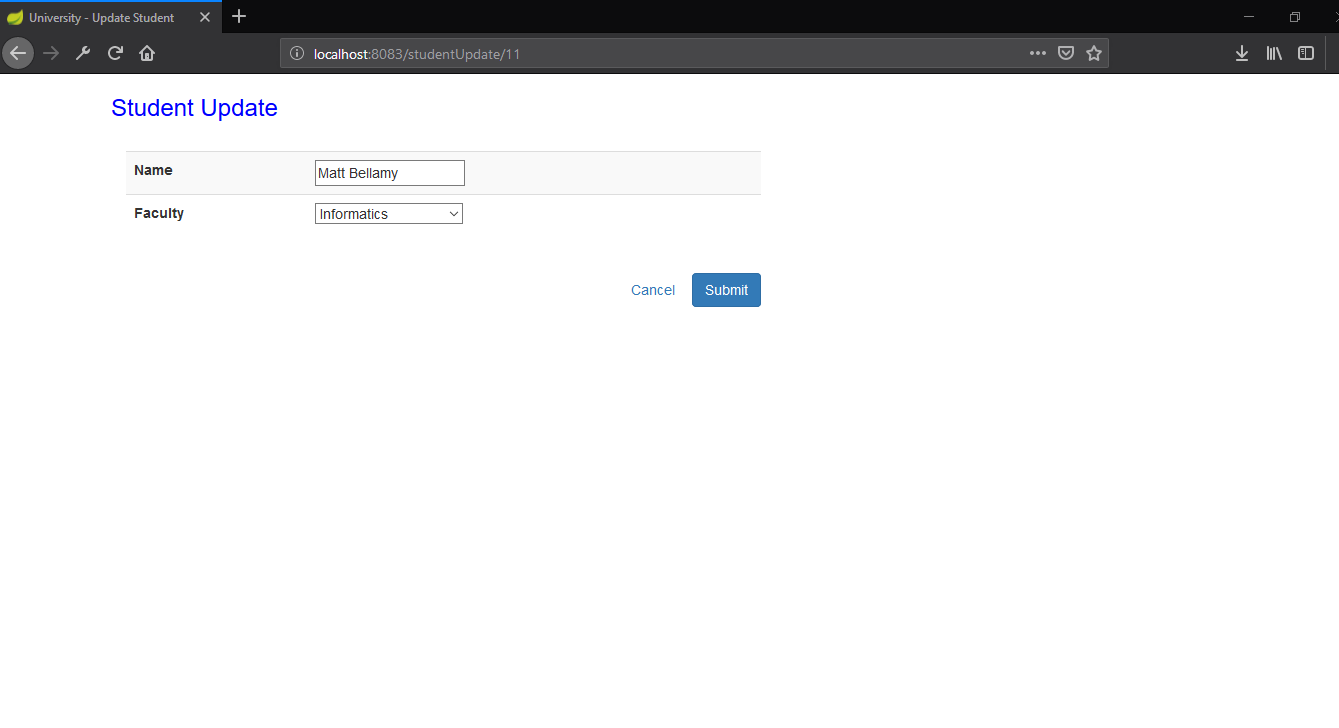 University - Update Student
localhost:8083/studentUpdate/11
Student Update
Name Matt Bellamy
Faculty Informatics
Cancel Submit